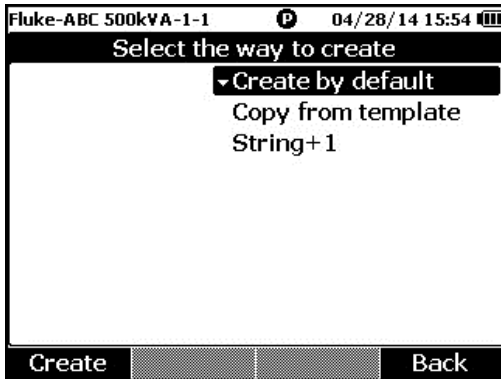 Fluke-ABC 500kVA-1-1 P 04/28/14 15:54
Select the way to create
Create by default
Copy from template
String+1
Create Back